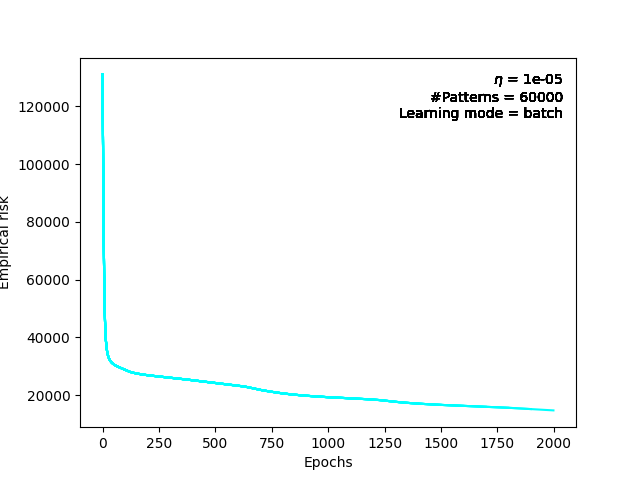 η = 1e-05
#Patterns = 60000
Learning mode = batch
120000
100000
80000
60000
40000
20000
Empirical risk
0 250 500 750 1000 1250 1500 1750 2000
Epochs